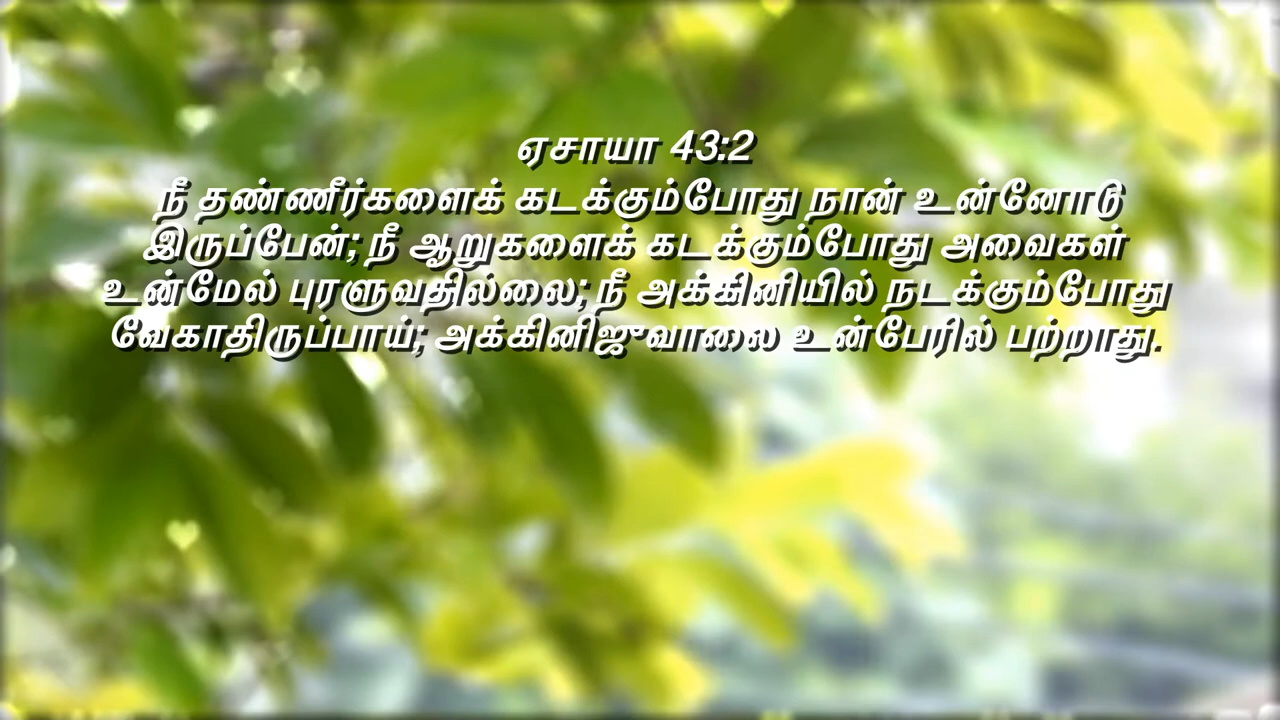 ஏசாயா 43:2
நீ தண்ணீர்களைக் கடக்கும்போது நான் உன்னோடு
இருப்பேன்; நீ ஆறுகளைக் கடக்கும்போது அவைகள்
உன்மேல் புரளுவதில்லை; நீ அக்கினியில் நடக்கும்போது
வேகாதிருப்பாய்; அக்கினிஜுவாலை உன்பேரில் பற்றாது.